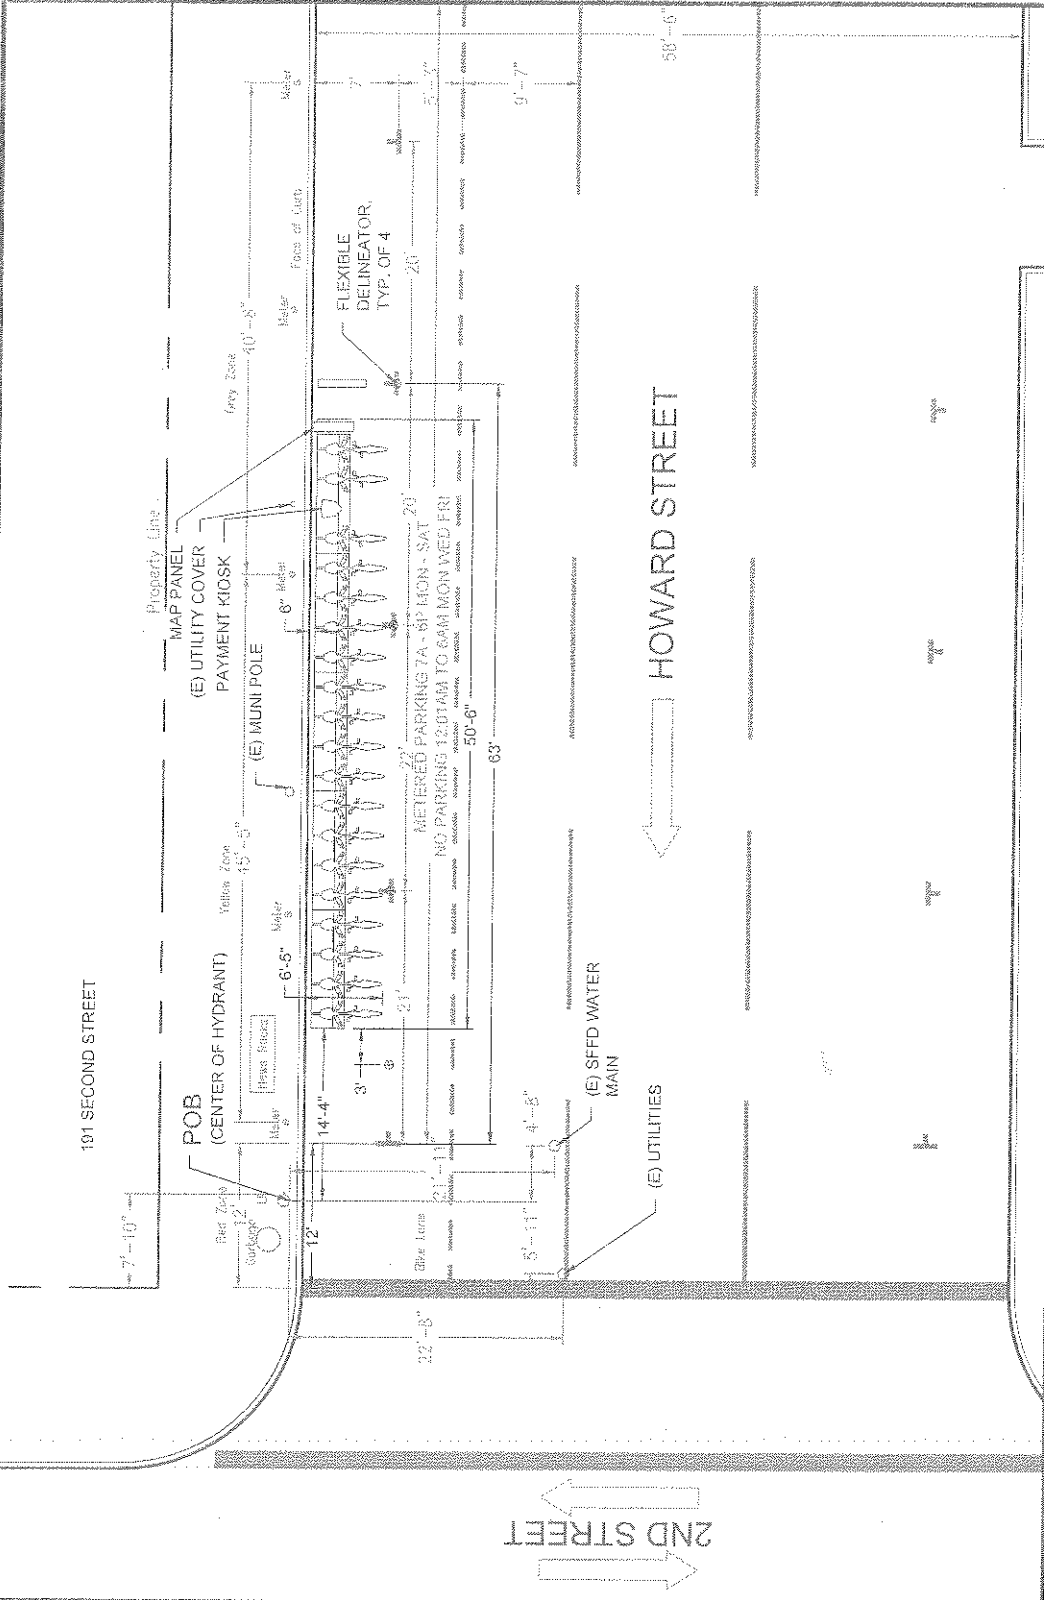 191 SECOND STREET
Property Line
MAP PANEL
(E) UTILITY COVER
PAYMENT KIOSK
(E) MUNI POLE
POB
(CENTER OF HYDRANT)
7'-10"
Red Zone
12'
Garbage
Yellow Zone
15'-5"
Grey Zone
40'-8"
News Racks
Meter
Meter
Meter
Meter
Meter
Face of Curb
6"
6'-5"
14'-4"
12'
3'
FLEXIBLE
DELINEATOR,
TYP. OF 4
7'
9'-7"
58'-6"
21'
22'
20'
20'
METERED PARKING 7A - 6P MON - SAT
NO PARKING 12:01AM TO 6AM MON WED FRI
50'-6"
63'
Bike Lane
21'-11"
5'-11"
4'-8"
22'-8"
(E) SFFD WATER
MAIN
(E) UTILITIES
HOWARD STREET
2ND STREET